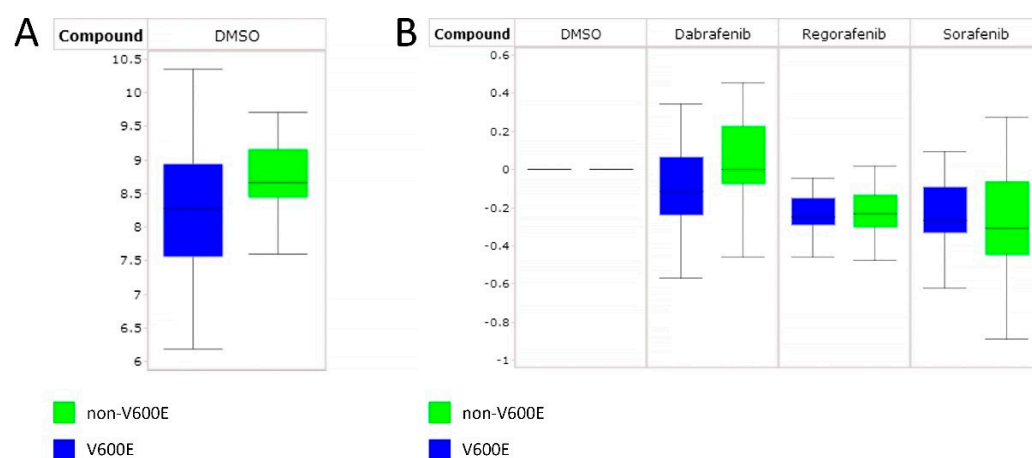 A
Compound DMSO
10.5
10
9.5
9
8.5
8
7.5
7
6.5
6
non-V600E
V600E
B
Compound DMSO Dabrafenib Regorafenib Sorafenib
0.6
0.4
0.2
0
-0.2
-0.4
-0.6
-0.8
-1
non-V600E
V600E